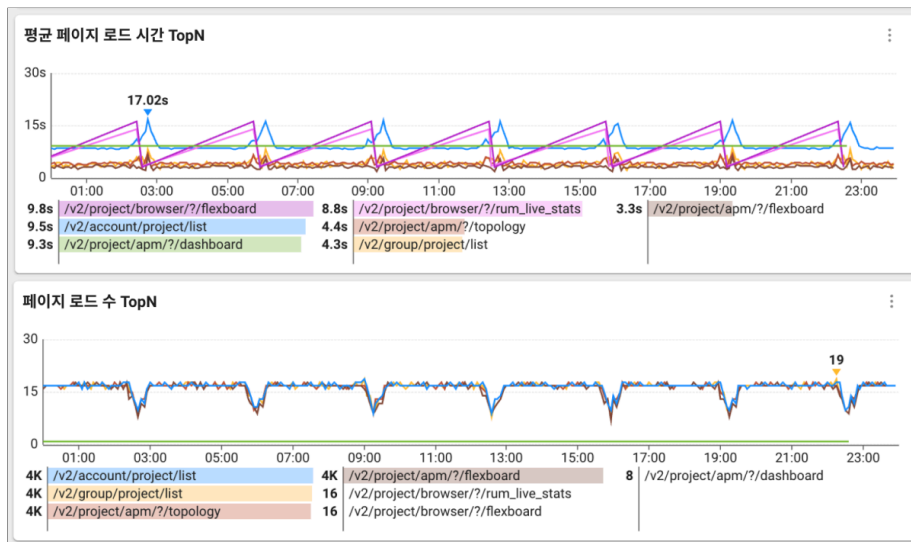 평균 페이지 로드 시간 TopN
30s
17.02s
15s
0
01:00 03:00 05:00 07:00 09:00 11:00 13:00 15:00 17:00 19:00 21:00 23:00
9.8s /v2/project/browser/?/flexboard 8.8s /v2/project/browser/?/rum_live_stats 3.3s /v2/project/apm/?/flexboard
9.5s /v2/account/project/list 4.4s /v2/project/apm/?/topology
9.3s /v2/project/apm/?/dashboard 4.3s /v2/group/project/list
페이지 로드 수 TopN
30
19
15
0
01:00 03:00 05:00 07:00 09:00 11:00 13:00 15:00 17:00 19:00 21:00 23:00
4K /v2/account/project/list 4K /v2/project/apm/?/flexboard 8 /v2/project/apm/?/dashboard
4K /v2/group/project/list 16 /v2/project/browser/?/rum_live_stats
4K /v2/project/apm/?/topology 16 /v2/project/browser/?/flexboard